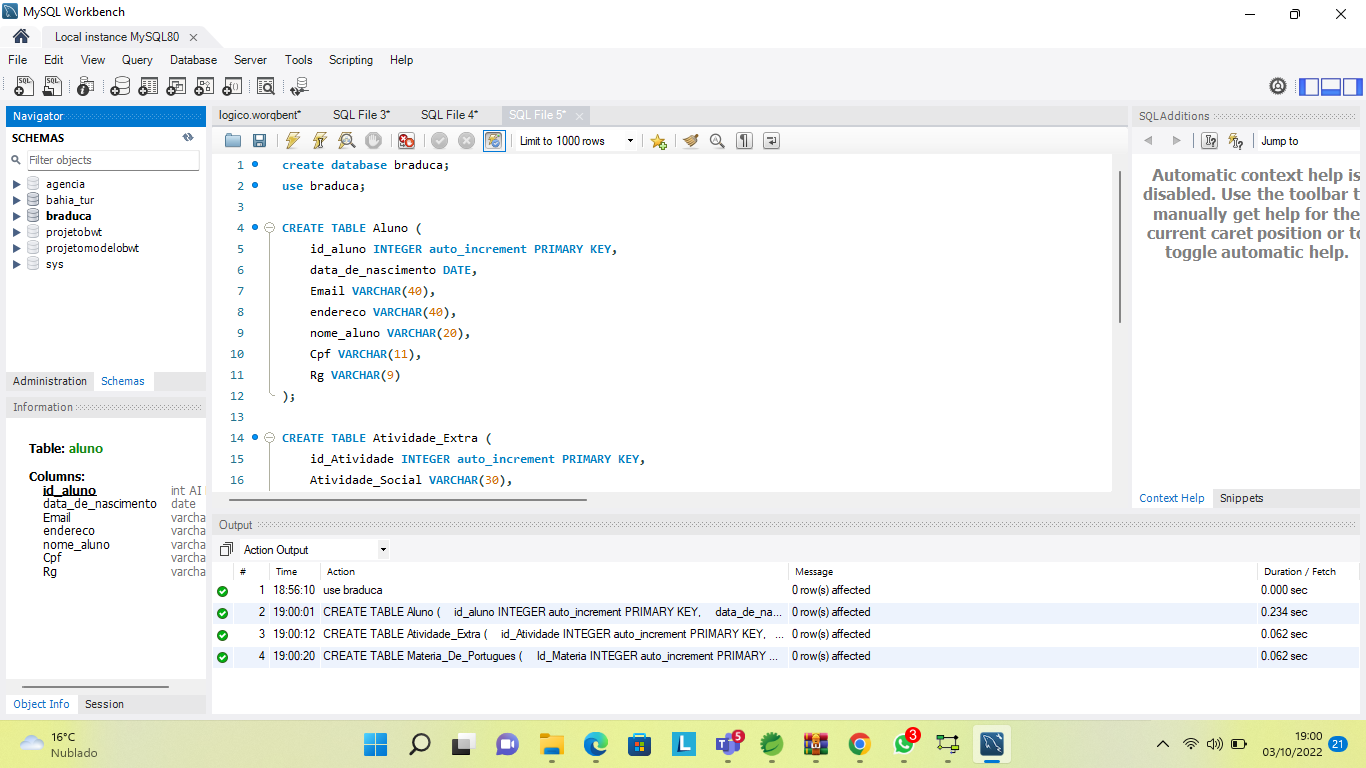 MySQL Workbench
Local instance MySQL80
File Edit View Query Database Server Tools Scripting Help
Navigator
SCHEMAS
Filter objects
agencia
bahia_tur
braduca
projetobwt
projetomodelobwt
sys
Administration Schemas
Information
Table: aluno
Columns:
id_aluno int AI
data_de_nascimento date
Email varcha
endereco varcha
nome_aluno varcha
Cpf varcha
Rg varcha
Object Info Session
logico.worqbent* SQL File 3* SQL File 4* SQL File 5*
Limit to 1000 rows
1 create database braduca;
2 use braduca;
3
4 CREATE TABLE Aluno (
5 id_aluno INTEGER auto_increment PRIMARY KEY,
6 data_de_nascimento DATE,
7 Email VARCHAR(40),
8 endereco VARCHAR(40),
9 nome_aluno VARCHAR(20),
10 Cpf VARCHAR(11),
11 Rg VARCHAR(9)
12 );
13
14 CREATE TABLE Atividade_Extra (
15 id_Atividade INTEGER auto_increment PRIMARY KEY,
16 Atividade_Social VARCHAR(30),
SQLAdditions
Jump to
Automatic context help is
disabled. Use the toolbar t
manually get help for the
current caret position or to
toggle automatic help.
Context Help Snippets
Output
Action Output
# Time Action Message Duration / Fetch
1 18:56:10 use braduca 0 row(s) affected 0.000 sec
2 19:00:01 CREATE TABLE Aluno ( id_aluno INTEGER auto_increment PRIMARY KEY, data_de_na... 0 row(s) affected 0.234 sec
3 19:00:12 CREATE TABLE Atividade_Extra ( id_Atividade INTEGER auto_increment PRIMARY KEY, ... 0 row(s) affected 0.062 sec
4 19:00:20 CREATE TABLE Materia_De_Portugues ( Id_Materia INTEGER auto_increment PRIMARY ... 0 row(s) affected 0.062 sec
16°C
Nublado
L
5
3
19:00
03/10/2022
21